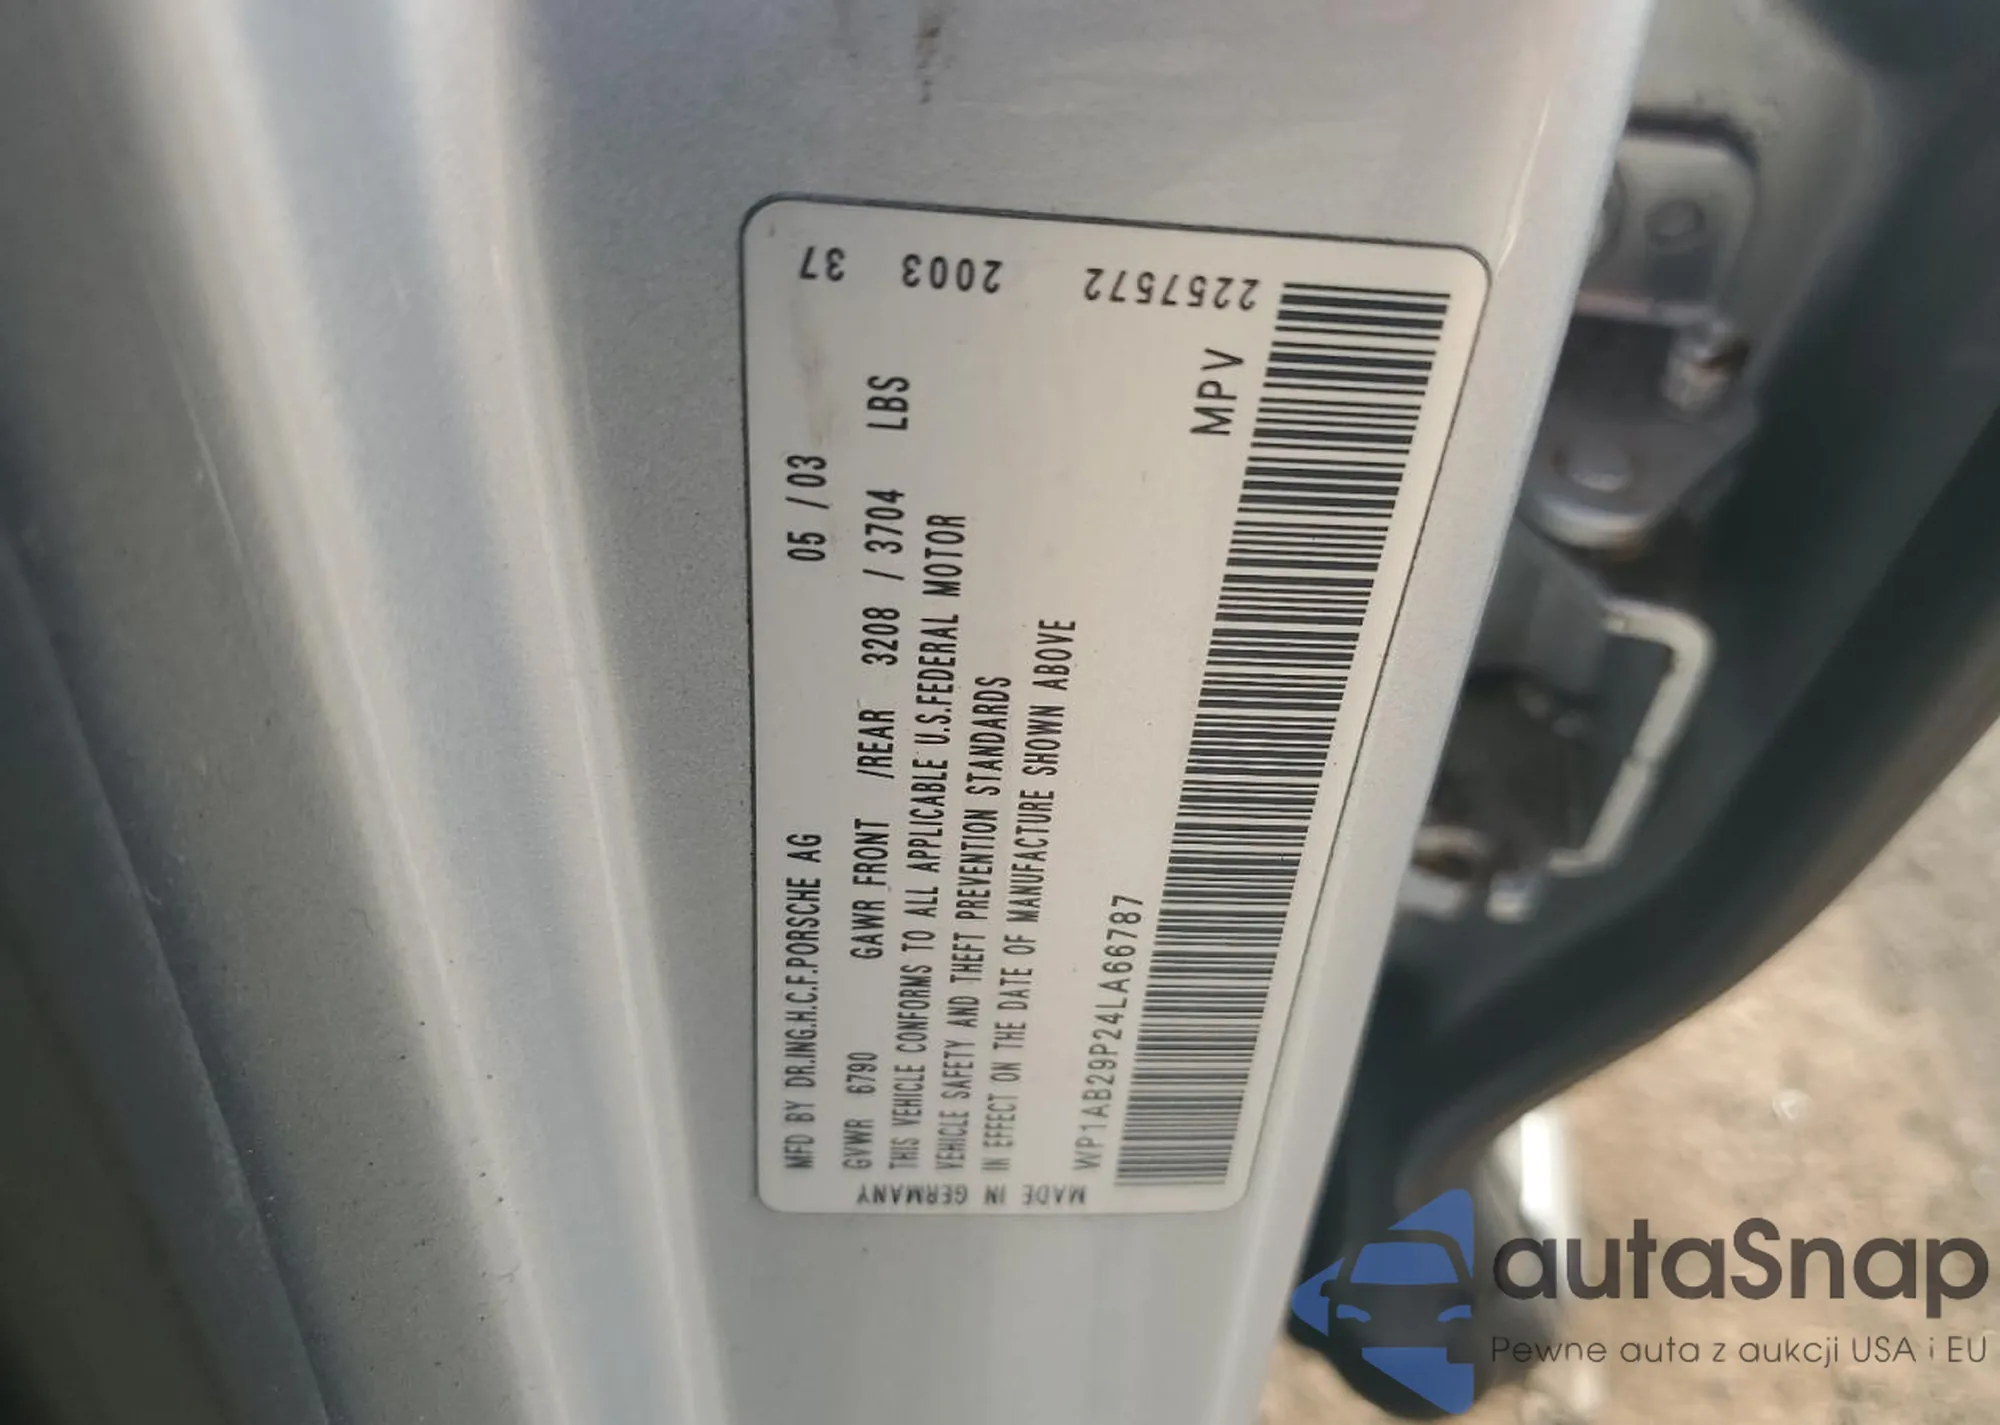 MFD BY DR.ING.H.C.F.PORSCHE AG 05 / 03
GVWR 6790 GAWR FRONT /REAR 3208 / 3704 LBS
THIS VEHICLE CONFORMS TO ALL APPLICABLE U.S.FEDERAL MOTOR
VEHICLE SAFETY AND THEFT PREVENTION STANDARDS
IN EFFECT ON THE DATE OF MANUFACTURE SHOWN ABOVE
WP1AB29P24LA66787 MPV
MADE IN GERMANY
2257572 2003 37
autaSnap
Pewne auta z aukcji USA i EU